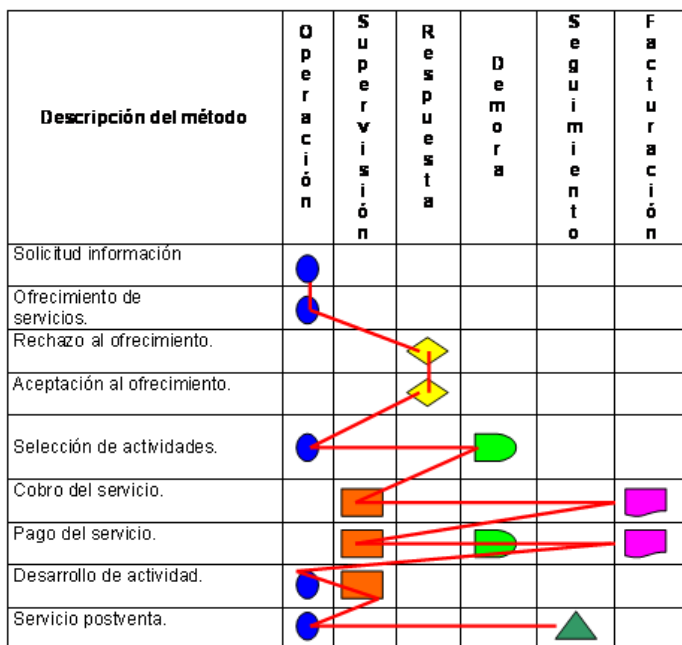 Descripción del método
Operación
Supervisión
Respuesta
Demora
Seguimiento
Facturación
Solicitud información
Ofrecimiento de
servicios.
Rechazo al ofrecimiento.
Aceptación al ofrecimiento.
Selección de actividades.
Cobro del servicio.
Pago del servicio.
Desarrollo de actividad.
Servicio postventa.